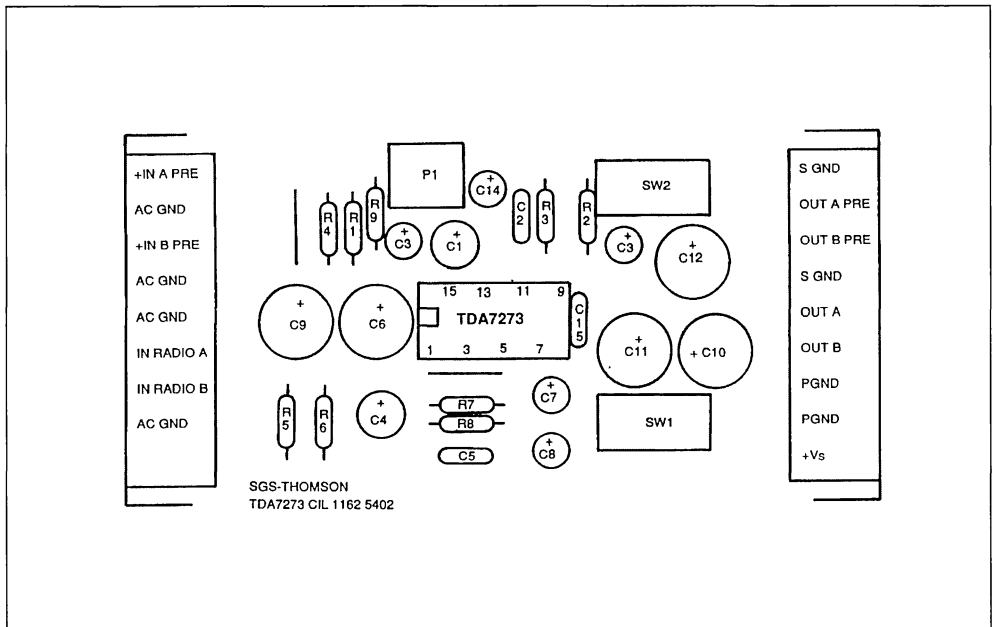 +IN A PRE
AC GND
+IN B PRE
AC GND
AC GND
IN RADIO A
IN RADIO B
AC GND
R4
R1
R9
P1
+
C14
+
C3
+
C1
C2
R3
R2
SW2
+
C3
+
C12
+
C9
+
C6
15 13 11 9
TDA7273
1 3 5 7
C15
+
C11
+ C10
R5
R6
+
C4
R7
R8
C5
+
C7
+
C8
SW1
SGS-THOMSON
TDA7273 CIL 1162 5402
S GND
OUT A PRE
OUT B PRE
S GND
OUT A
OUT B
PGND
PGND
+Vs